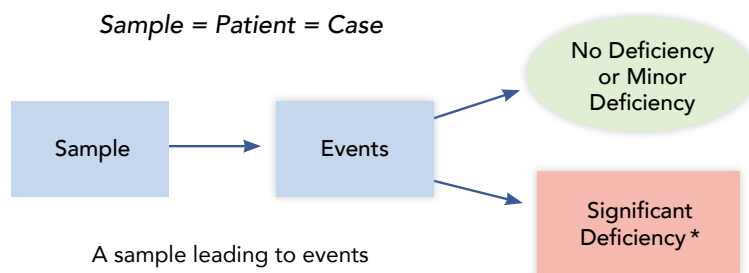 Sample = Patient = Case
No Deficiency
or Minor
Deficiency
Sample
Events
Significant
Deficiency *
A sample leading to events